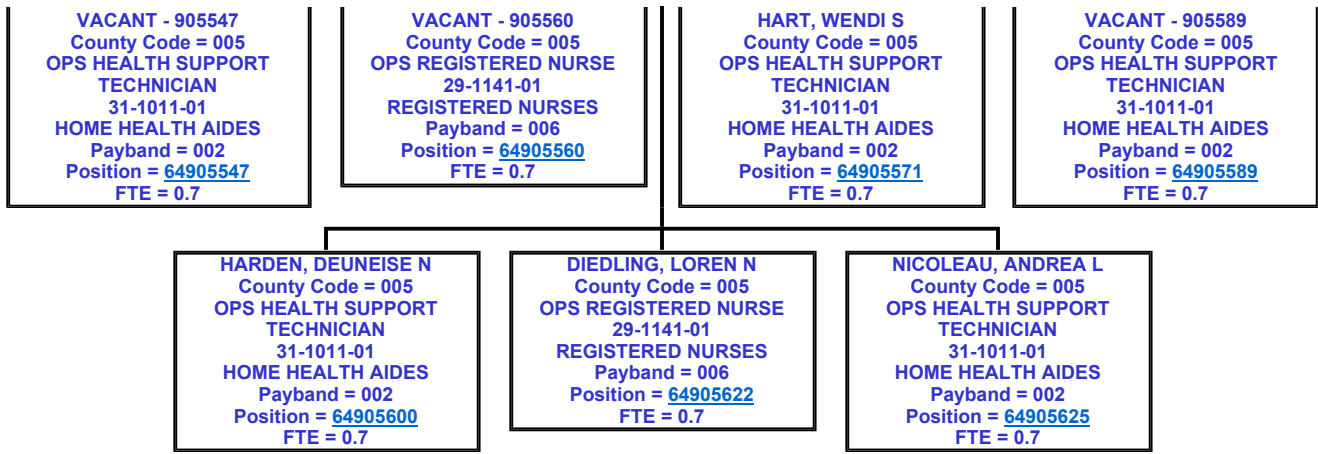 VACANT - 905547
County Code = 005
OPS HEALTH SUPPORT
TECHNICIAN
31-1011-01
HOME HEALTH AIDES
Payband = 002
Position = 64905547
FTE = 0.7
VACANT - 905560
County Code = 005
OPS REGISTERED NURSE
29-1141-01
REGISTERED NURSES
Payband = 006
Position = 64905560
FTE = 0.7
HART, WENDI S
County Code = 005
OPS HEALTH SUPPORT
TECHNICIAN
31-1011-01
HOME HEALTH AIDES
Payband = 002
Position = 64905571
FTE = 0.7
VACANT - 905589
County Code = 005
OPS HEALTH SUPPORT
TECHNICIAN
31-1011-01
HOME HEALTH AIDES
Payband = 002
Position = 64905589
FTE = 0.7
HARDEN, DEUNEISE N
County Code = 005
OPS HEALTH SUPPORT
TECHNICIAN
31-1011-01
HOME HEALTH AIDES
Payband = 002
Position = 64905600
FTE = 0.7
DIEDLING, LOREN N
County Code = 005
OPS REGISTERED NURSE
29-1141-01
REGISTERED NURSES
Payband = 006
Position = 64905622
FTE = 0.7
NICOLEAU, ANDREA L
County Code = 005
OPS HEALTH SUPPORT
TECHNICIAN
31-1011-01
HOME HEALTH AIDES
Payband = 002
Position = 64905625
FTE = 0.7